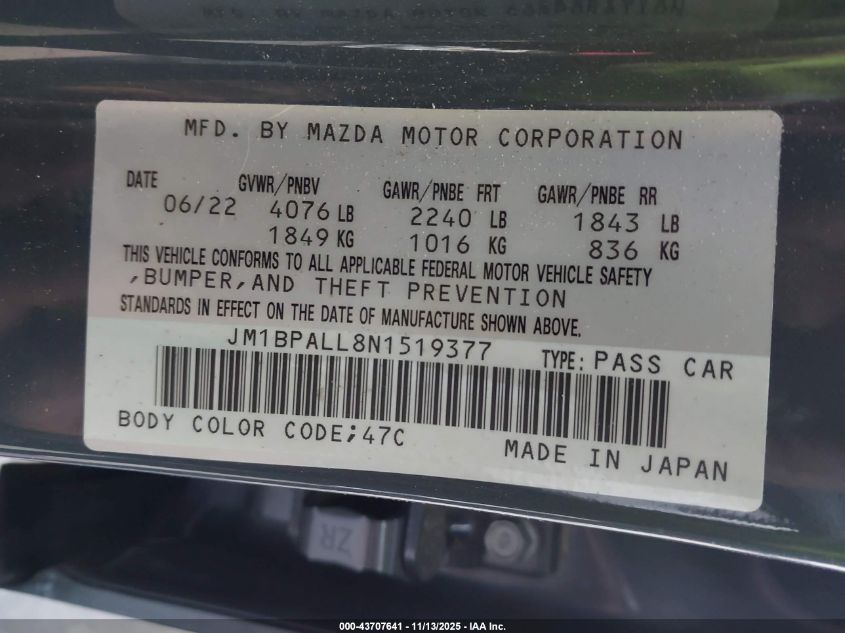 MFD. BY MAZDA MOTOR CORPORATION
DATE GVWR/PNBV GAWR/PNBE FRT GAWR/PNBE RR
06/22 4076 LB 2240 LB 1843 LB
1849 KG 1016 KG 836 KG
THIS VEHICLE CONFORMS TO ALL APPLICABLE FEDERAL MOTOR VEHICLE SAFETY
,BUMPER,AND THEFT PREVENTION
STANDARDS IN EFFECT ON THE DATE OF MANUFACTURE SHOWN ABOVE.
JM1BPALL8N1519377 TYPE: PASS CAR
BODY COLOR CODE;47C MADE IN JAPAN
ZR
000-43707641 - 11/13/2025 - IAA Inc.